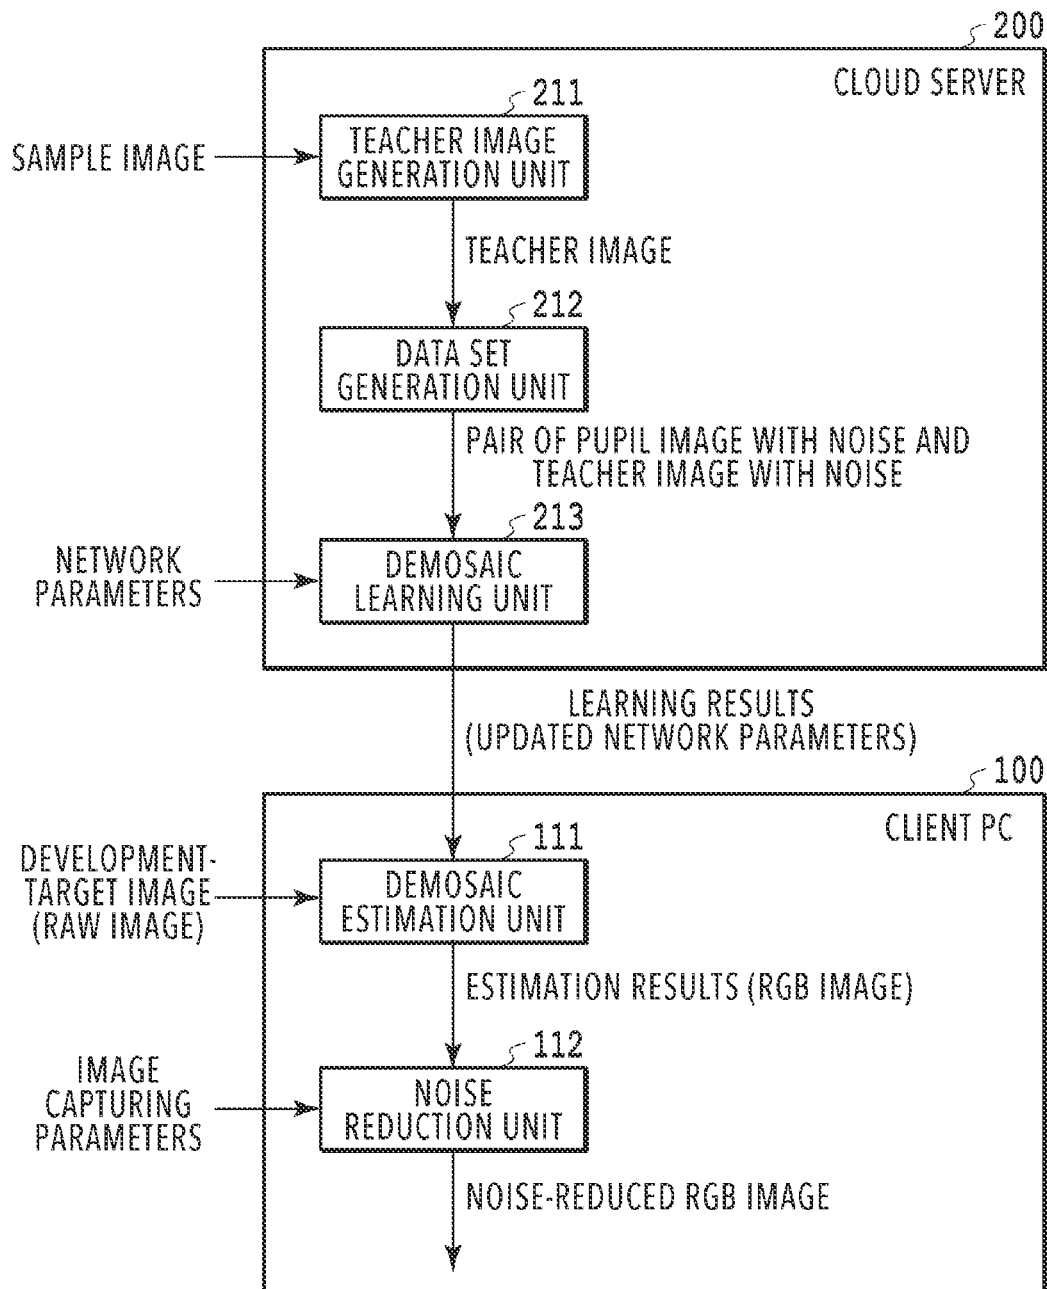 200
CLOUD SERVER
211
SAMPLE IMAGE
TEACHER IMAGE
GENERATION UNIT
TEACHER IMAGE
212
DATA SET
GENERATION UNIT
PAIR OF PUPIL IMAGE WITH NOISE AND
TEACHER IMAGE WITH NOISE
213
NETWORK
PARAMETERS
DEMOSAIC
LEARNING UNIT
LEARNING RESULTS
(UPDATED NETWORK PARAMETERS)
100
CLIENT PC
111
DEVELOPMENT-
TARGET IMAGE
(RAW IMAGE)
DEMOSAIC
ESTIMATION UNIT
ESTIMATION RESULTS (RGB IMAGE)
112
IMAGE
CAPTURING
PARAMETERS
NOISE
REDUCTION UNIT
NOISE-REDUCED RGB IMAGE